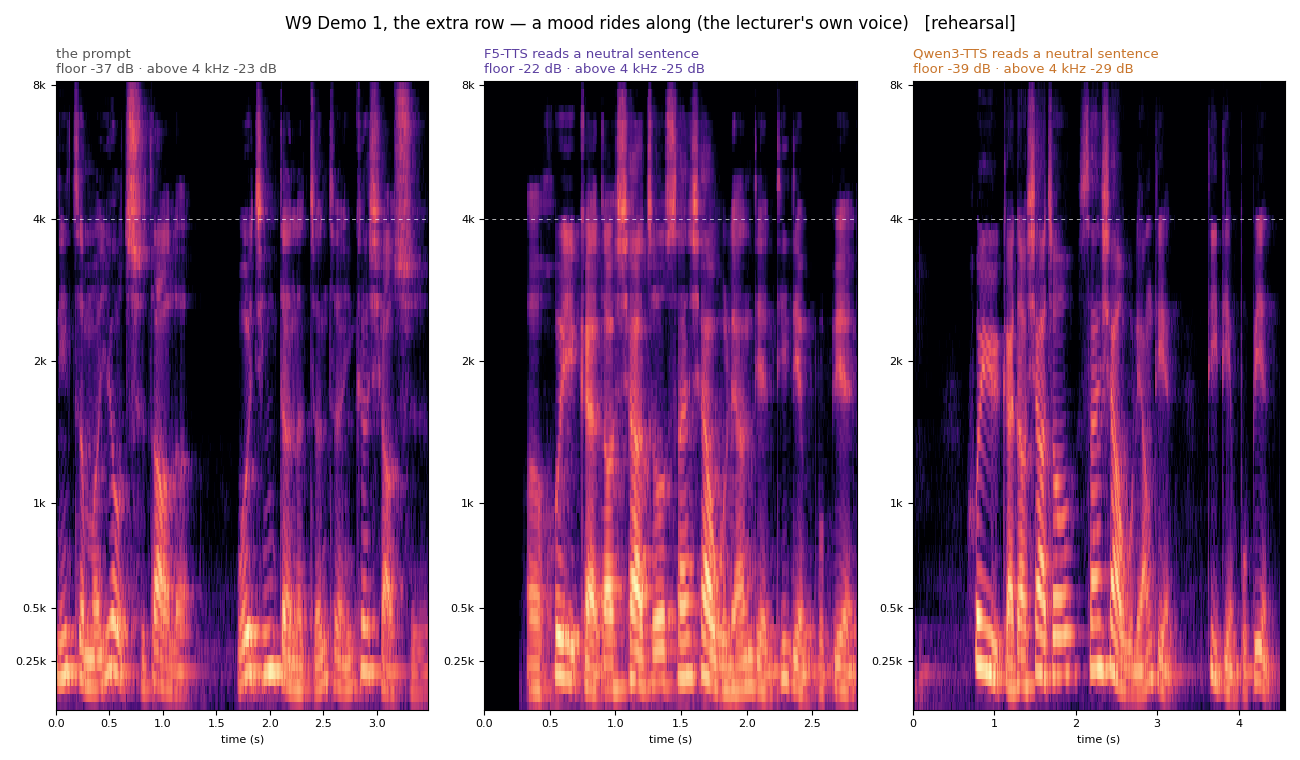 W9 Demo 1, the extra row — a mood rides along (the lecturer's own voice)   [rehearsal]
the prompt
floor -37 dB · above 4 kHz -23 dB
8k
4k
2k
1k
0.5k
0.25k
0.0 0.5 1.0 1.5 2.0 2.5 3.0
time (s)
F5-TTS reads a neutral sentence
floor -22 dB · above 4 kHz -25 dB
8k
4k
2k
1k
0.5k
0.25k
0.0 0.5 1.0 1.5 2.0 2.5
time (s)
Qwen3-TTS reads a neutral sentence
floor -39 dB · above 4 kHz -29 dB
8k
4k
2k
1k
0.5k
0.25k
0 1 2 3 4
time (s)